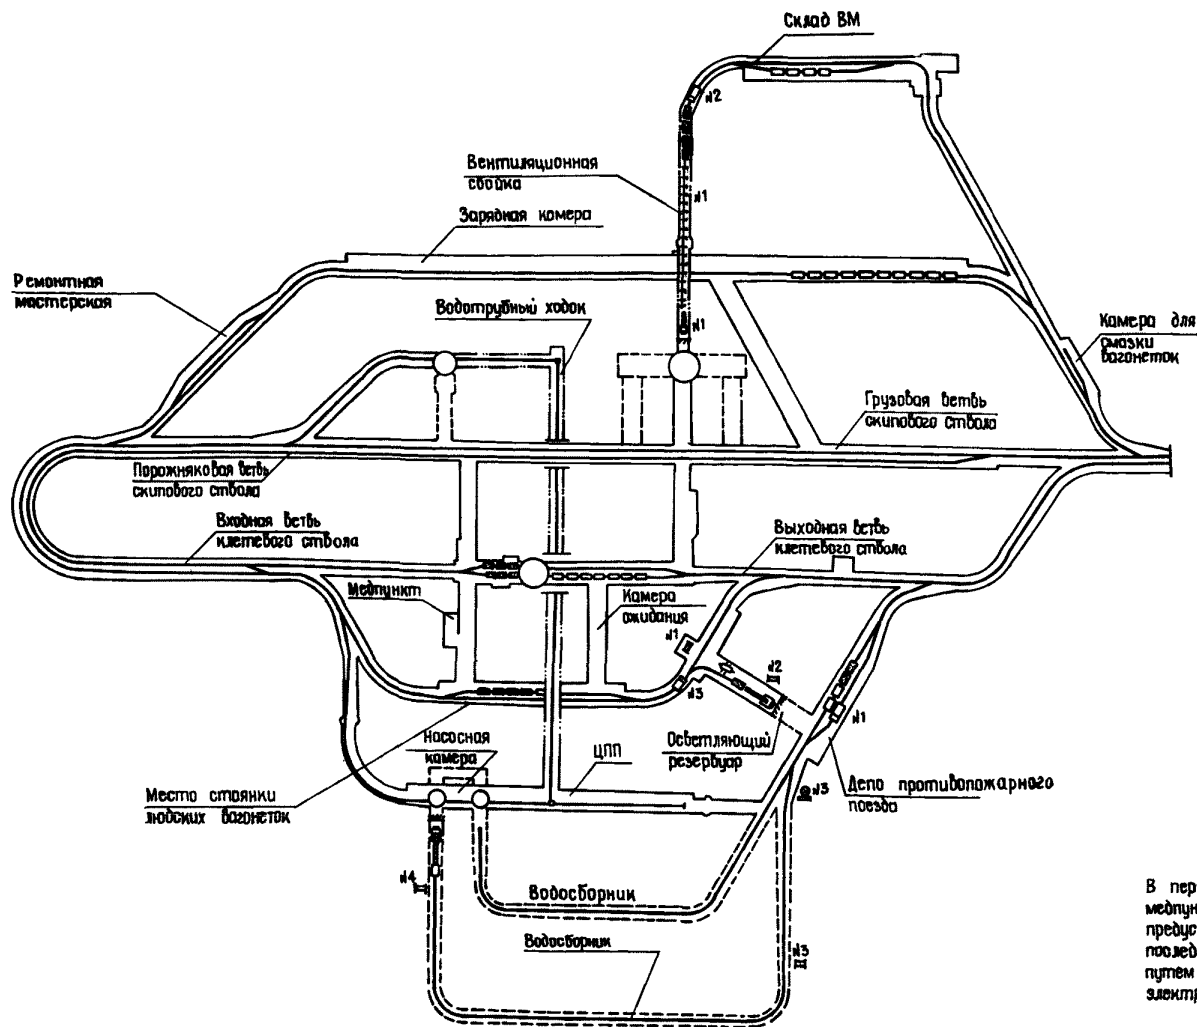 Склад ВМ
№2
Вентиляционная
сбойка
№1
Зарядная камера
Ремонтная
мастерская
Водотрубный ходок
№1
Камера для
смазки
вагонеток
Грузовая ветвь
скипового ствола
Порожняковая ветвь
скипового ствола
Входная ветвь
клетевого ствола
Выходная ветвь
клетевого ствола
Медпункт
Камера
ожидания
№1
№2
№3
№1
Насосная
камера
ЦПП
Осветляющий
резервуар
Место стоянки
людских вагонеток
№3
Депо противопожарного
поезда
№4
Водосборник
Водосборник
№3
В пер
медпун
предус
послед
путем
электр